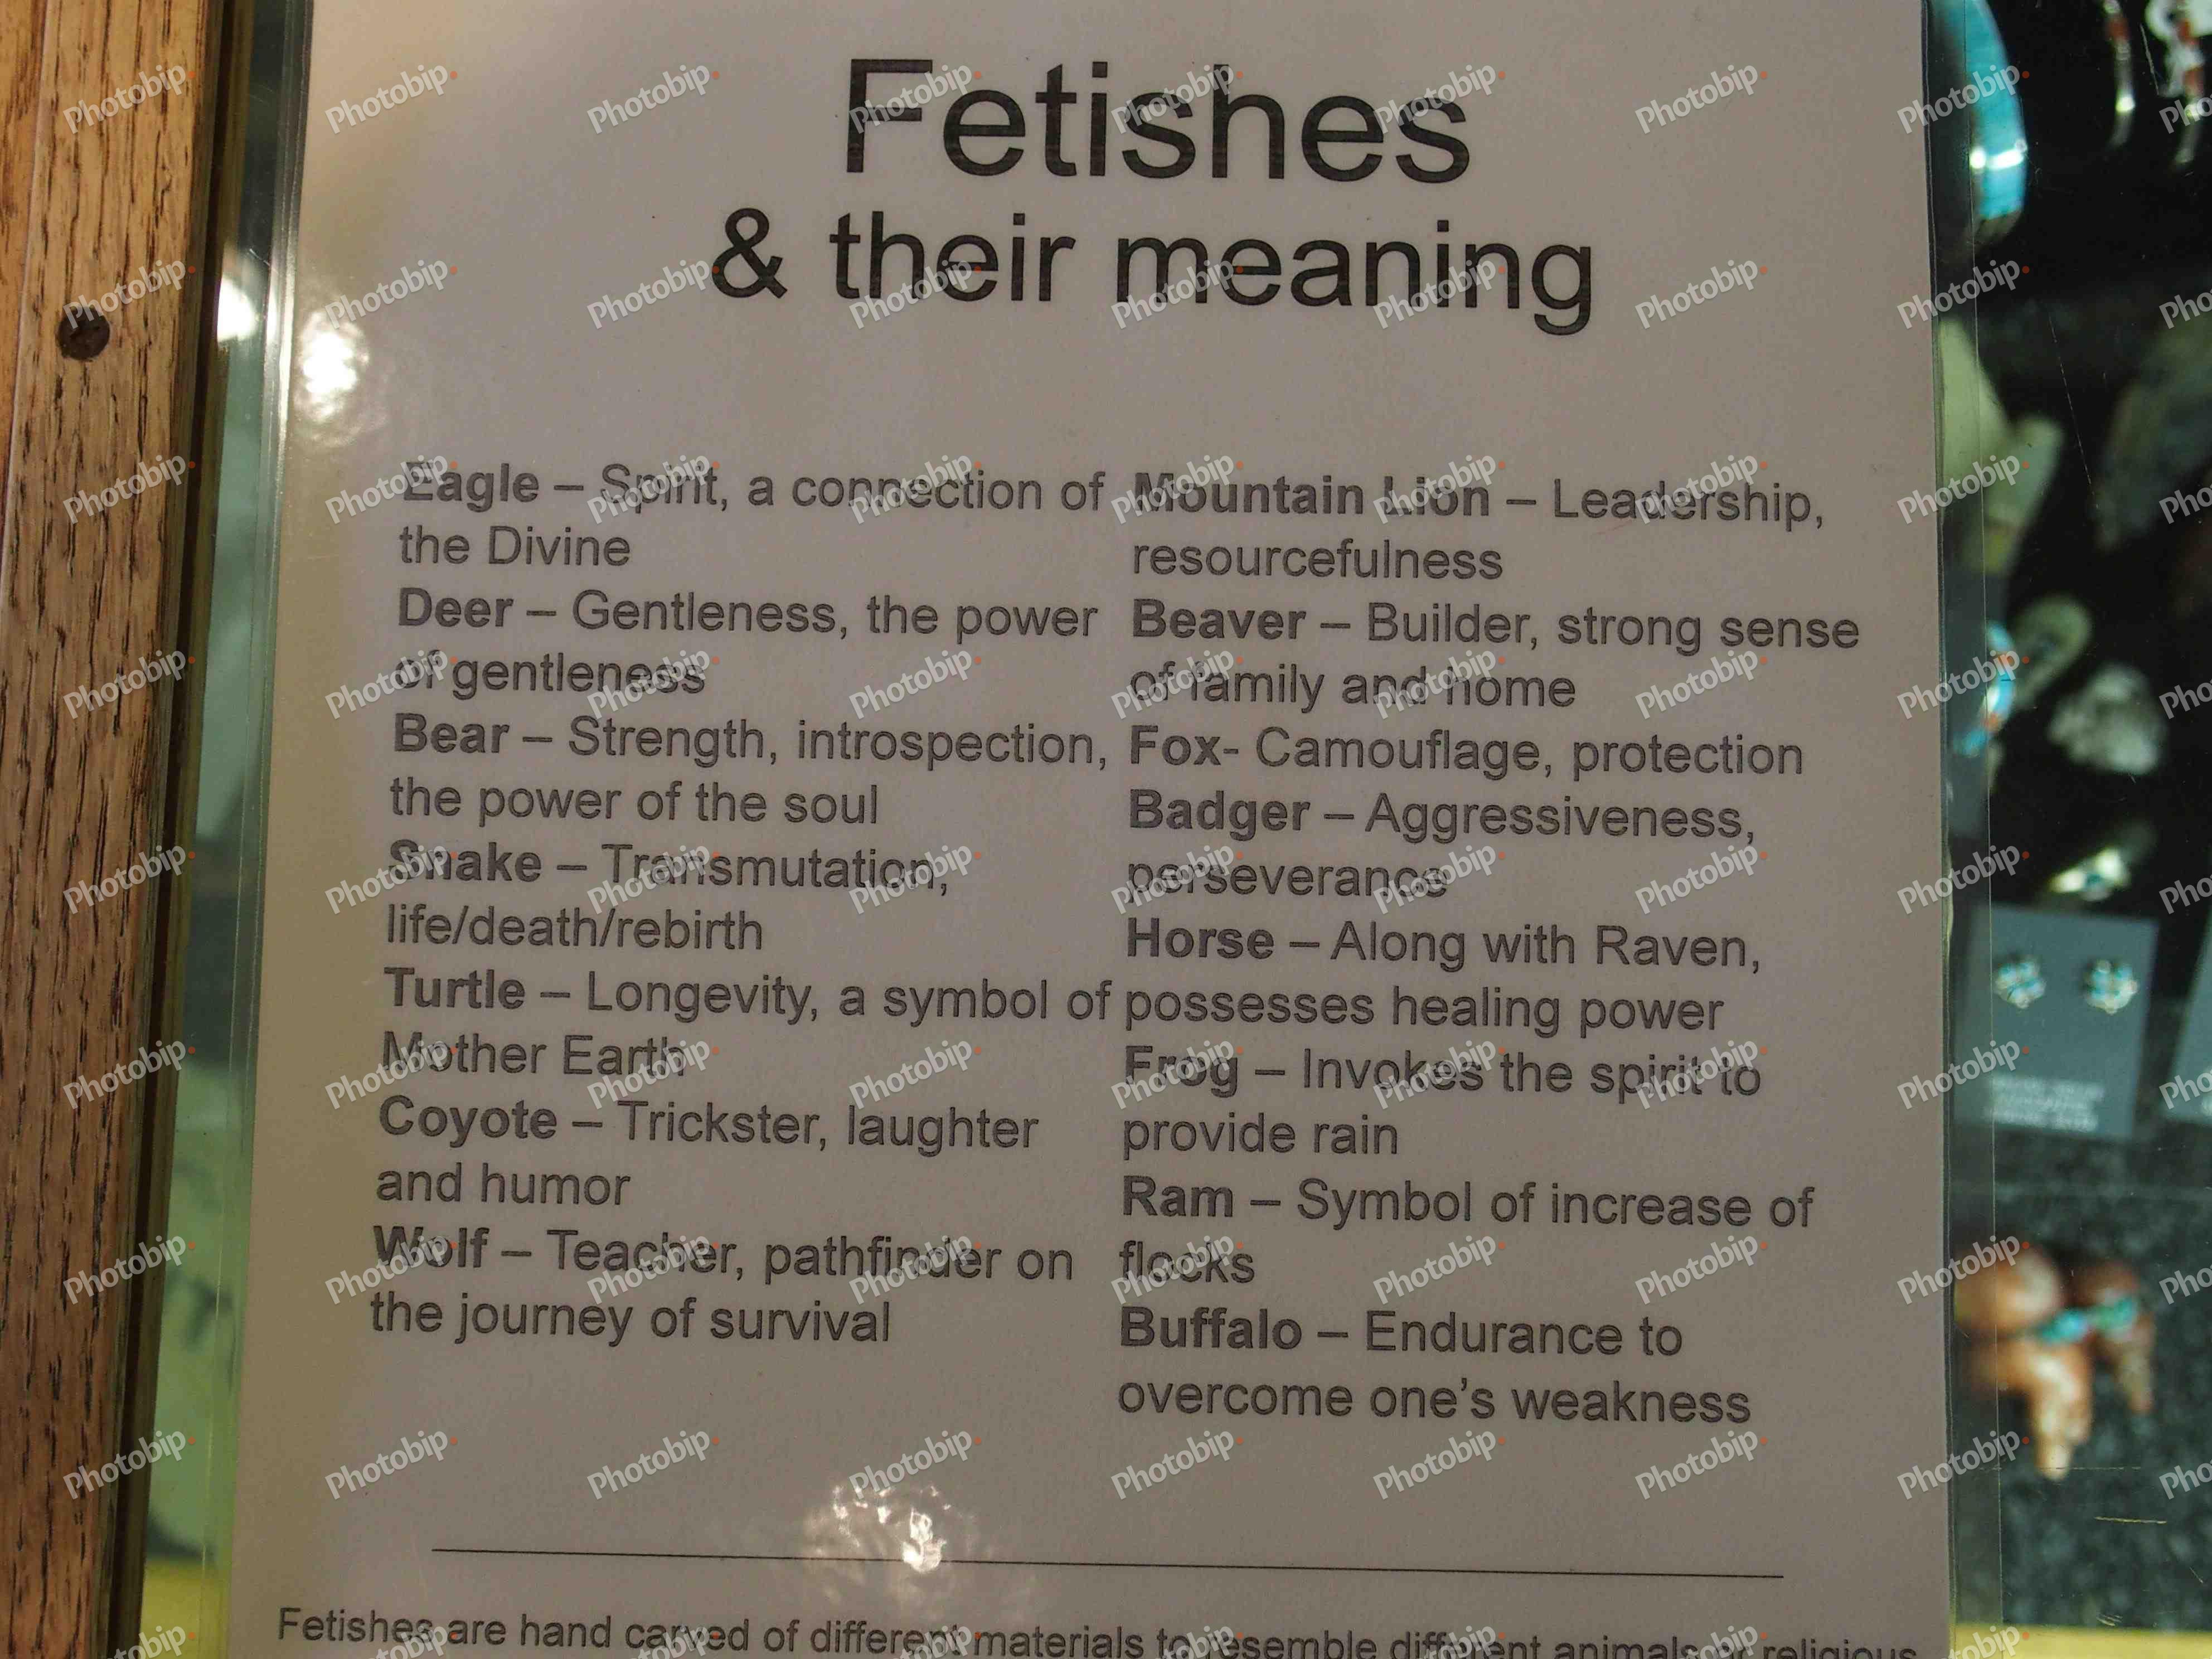 Fetishes
& their meaning
Eagle – Spirit, a connection of
the Divine
Deer – Gentleness, the power
of gentleness
Bear – Strength, introspection,
the power of the soul
Snake – Transmutation,
life/death/rebirth
Turtle – Longevity, a symbol of
Mother Earth
Coyote – Trickster, laughter
and humor
Wolf – Teacher, pathfinder on
the journey of survival
Mountain Lion – Leadership,
resourcefulness
Beaver – Builder, strong sense
of family and home
Fox- Camouflage, protection
Badger – Aggressiveness,
perseverance
Horse – Along with Raven,
possesses healing power
Frog – Invokes the spirit to
provide rain
Ram – Symbol of increase of
flocks
Buffalo – Endurance to
overcome one's weakness
Fetishes are hand carved of different materials to resemble different animals or religious
Photobip